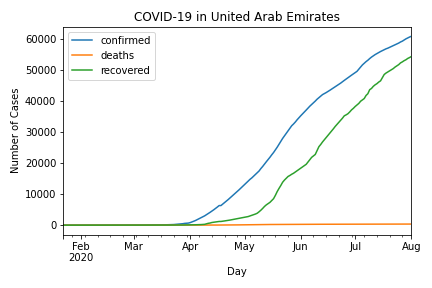 COVID-19 in United Arab Emirates
confirmed
deaths
recovered
Number of Cases
60000
50000
40000
30000
20000
10000
0
Feb Mar Apr May Jun Jul Aug
2020
Day